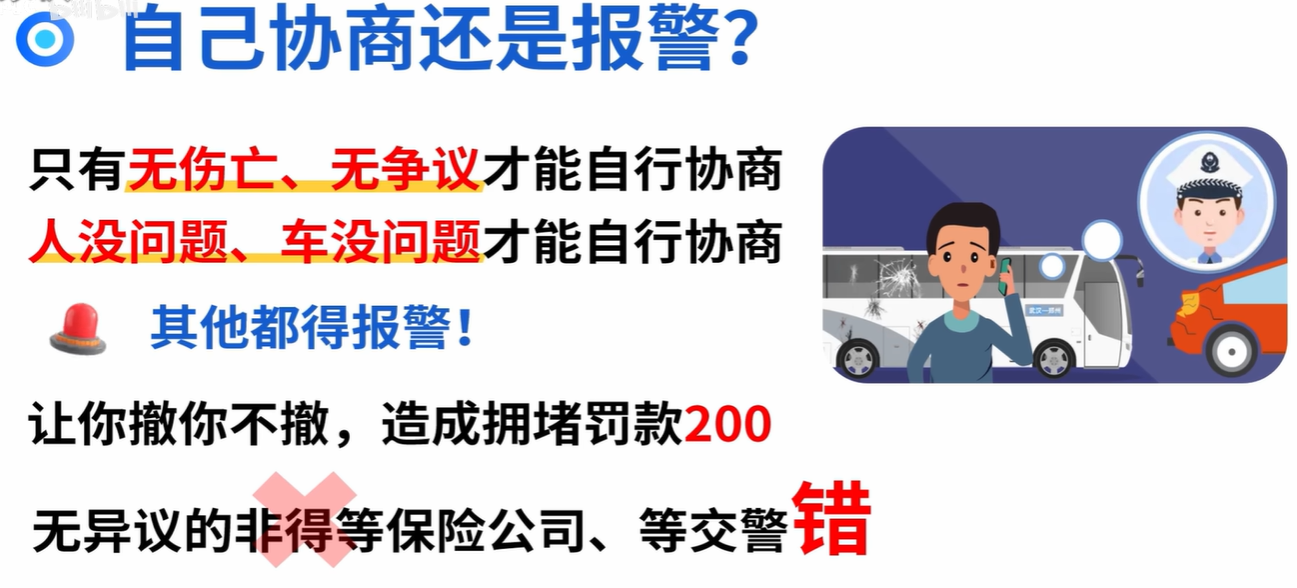 自己协商还是报警？
只有无伤亡、无争议才能自行协商
人没问题、车没问题才能自行协商
其他都得报警！
让你撤你不撤，造成拥堵罚款200
无异议的非得等保险公司、等交警错